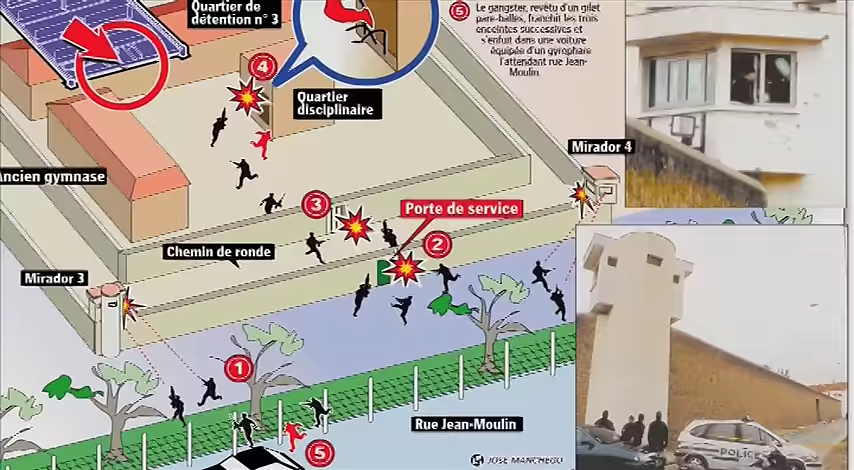 Quartier de
détention n° 3
5
Le gangster, revêtu d'un gilet
pare-balles, franchit les trois
enceintes successives et
s'enfuit dans une voiture
équipée d'un gyrophare
l'attendant rue Jean-
Moulin.
4
Quartier
disciplinaire
Mirador 4
Ancien gymnase
3
Porte de service
2
Chemin de ronde
Mirador 3
1
Rue Jean-Moulin
5
JOSÉ MANCHEGO
POLICE